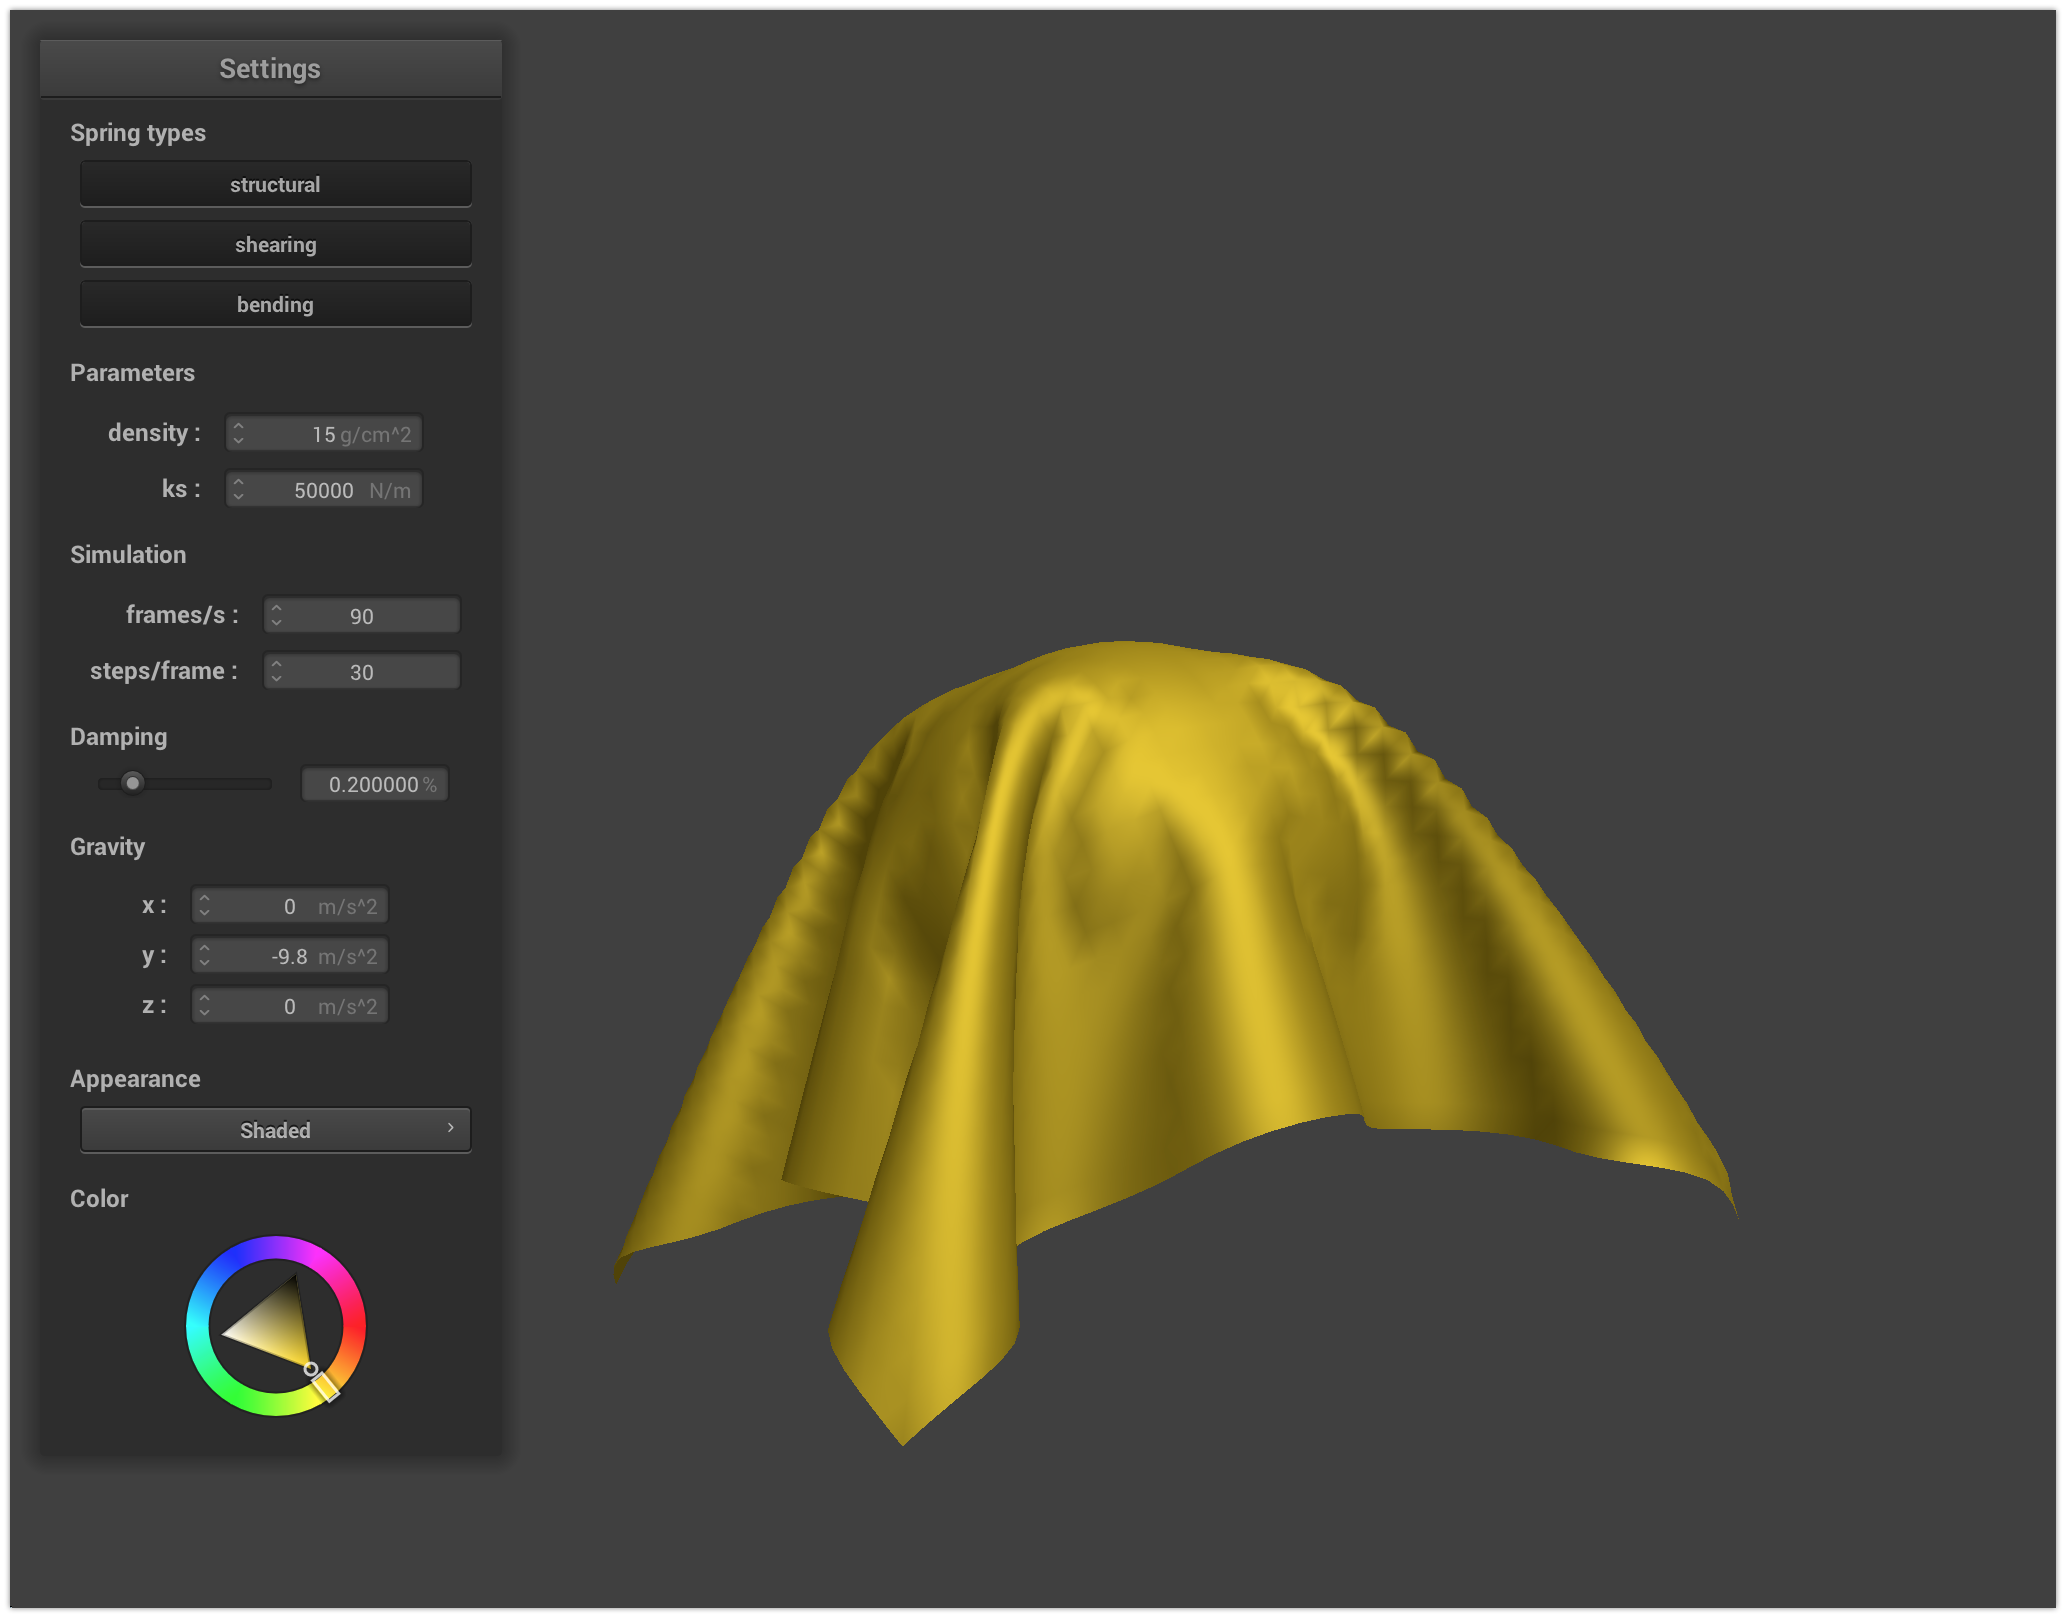 Settings
Spring types
structural
shearing
bending
Parameters
density : 15 g/cm^2
ks : 50000 N/m
Simulation
frames/s : 90
steps/frame : 30
Damping
0.200000 %
Gravity
x : 0 m/s^2
y : -9.8 m/s^2
z : 0 m/s^2
Appearance
Shaded
Color